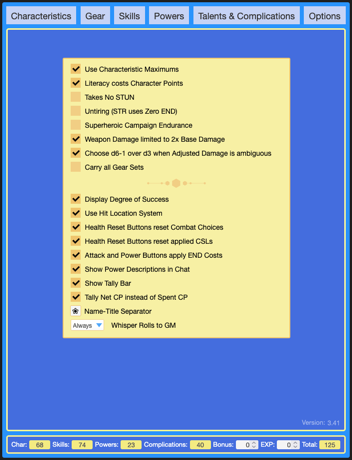 Characteristics Gear Skills Powers Talents & Complications Options
Use Characteristic Maximums
Literacy costs Character Points
Takes No STUN
Untiring (STR uses Zero END)
Superheroic Campaign Endurance
Weapon Damage limited to 2x Base Damage
Choose d6-1 over d3 when Adjusted Damage is ambiguous
Carry all Gear Sets
Display Degree of Success
Use Hit Location System
Health Reset Buttons reset Combat Choices
Health Reset Buttons reset applied CSLs
Attack and Power Buttons apply END Costs
Show Power Descriptions in Chat
Show Tally Bar
Tally Net CP instead of Spent CP
❀ Name-Title Separator
Always Whisper Rolls to GM
Version: 3.41
Char: 68 Skills: 74 Powers: 23 Complications: 40 Bonus: 0 EXP: 0 Total: 125